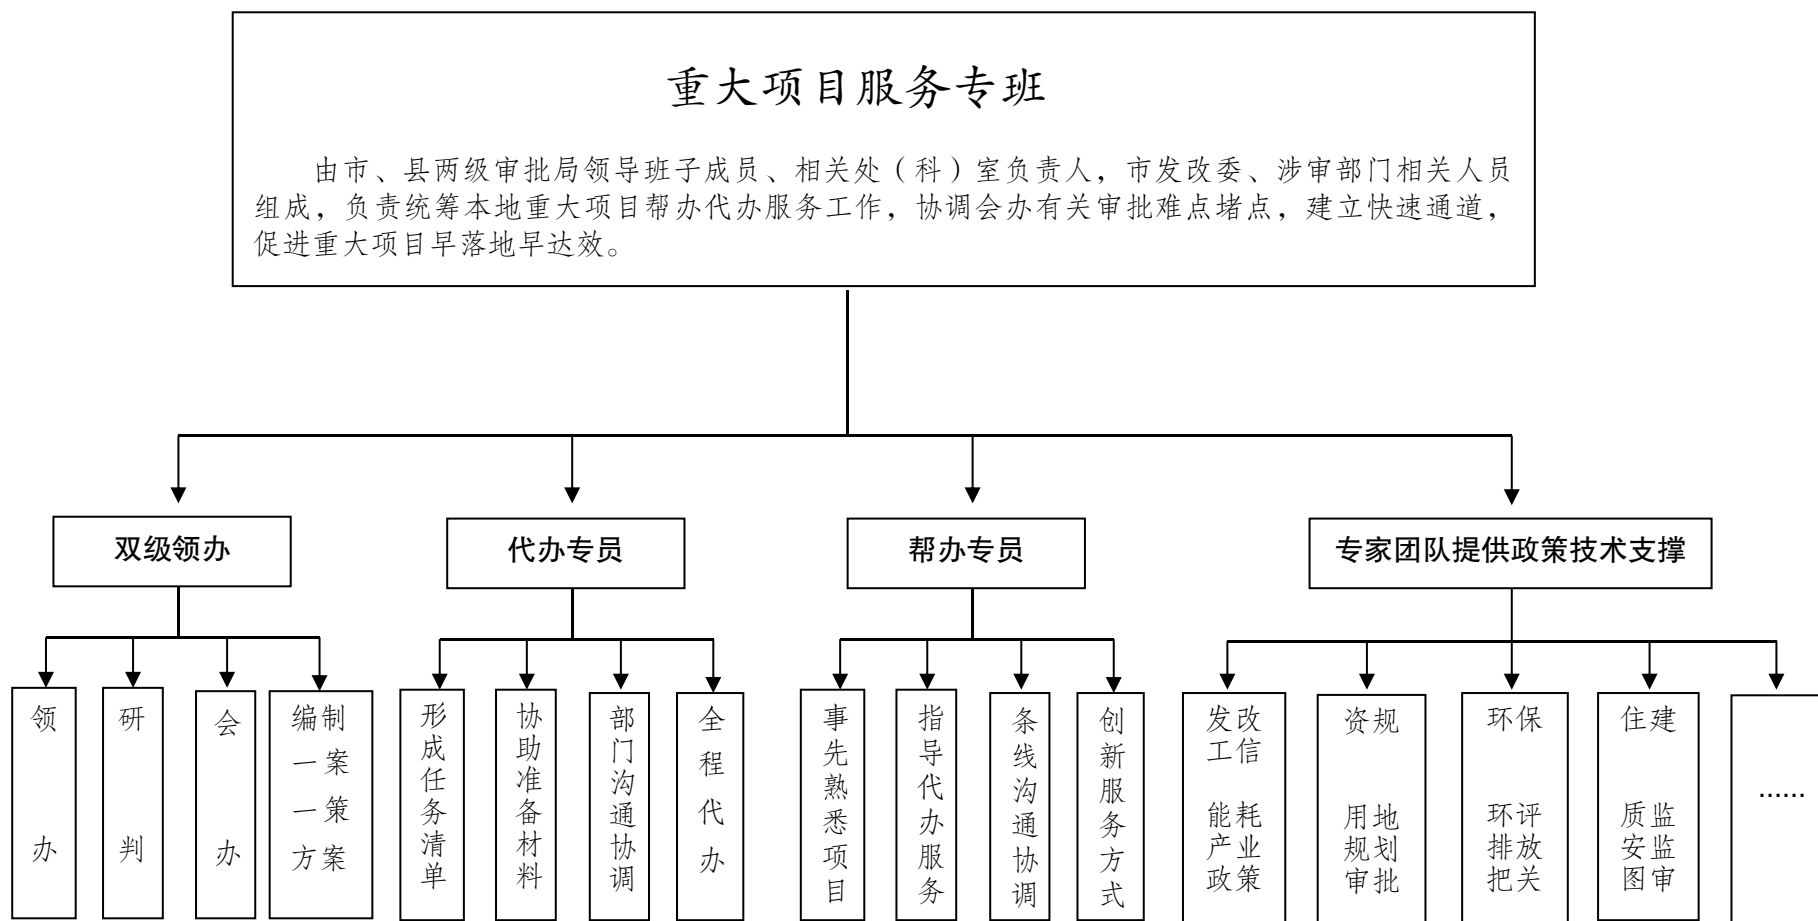 重大项目服务专班
由市、县两级审批局领导班子成员、相关处（科）室负责人，市发改委、涉审部门相关人员
组成，负责统筹本地重大项目帮办代办服务工作，协调会办有关审批难点堵点，建立快速通道，
促进重大项目早落地早达效。
双级领办
代办专员
帮办专员
专家团队提供政策技术支撑
领办
研判
会办
编制
一案
一策
方案
形成任务清单
协助准备材料
部门沟通协调
全程代办
事先熟悉项目
指导代办服务
条线沟通协调
创新服务方式
发改
工信
能耗
产业
政策
资规
用地
规划
审批
环保
环评
排放
把关
住建
质监
安监
图审
……